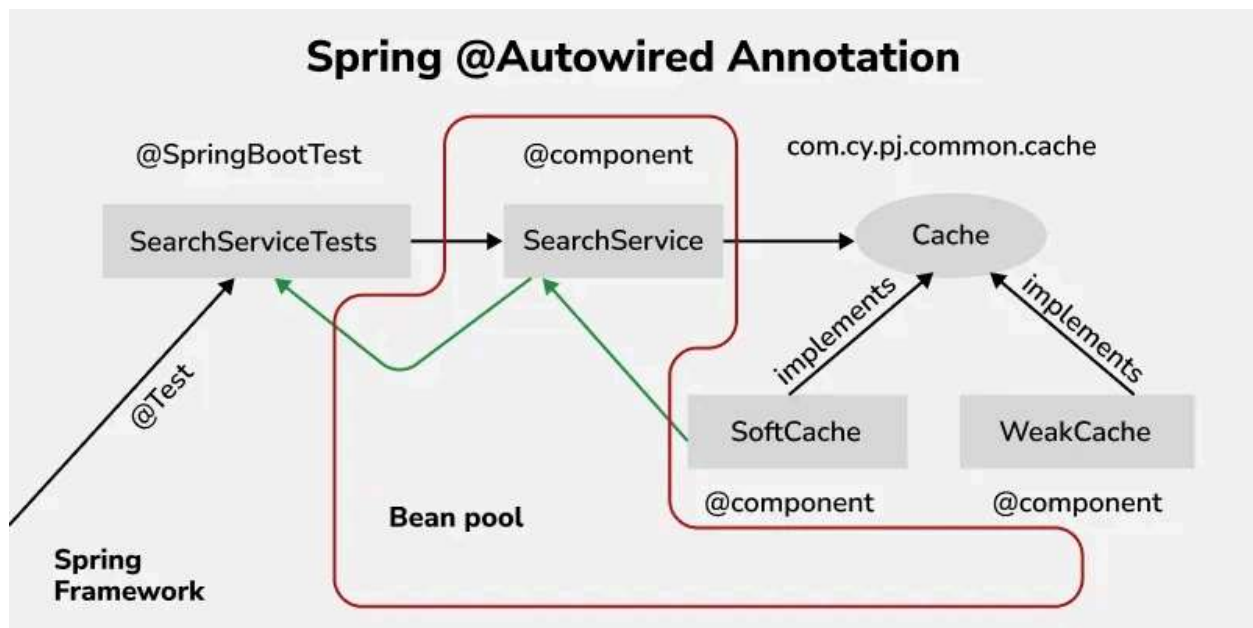 Spring @Autowired Annotation
@SpringBootTest
@component
com.cy.pj.common.cache
SearchServiceTests
SearchService
Cache
implements
implements
@Test
SoftCache
WeakCache
@component
@component
Bean pool
Spring
Framework